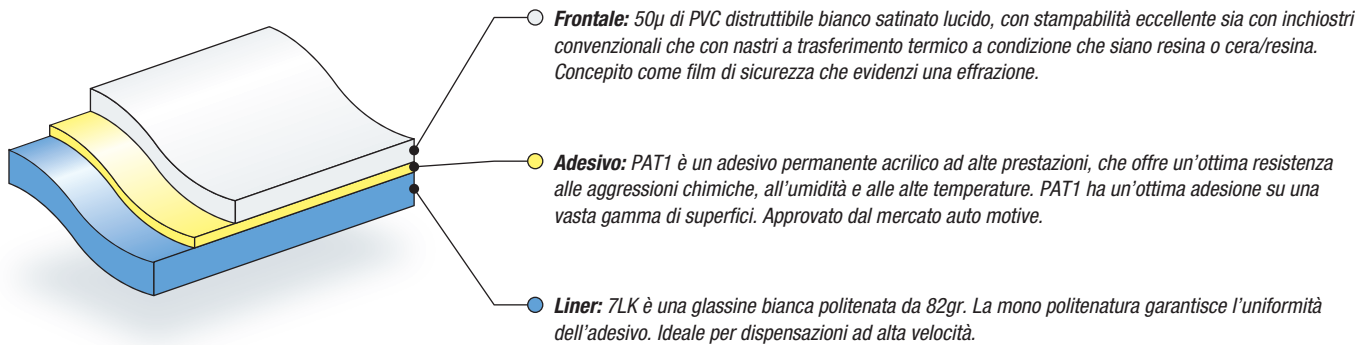 Frontale: 50µ di PVC distruttibile bianco satinato lucido, con stampabilità eccellente sia con inchiostri
convenzionali che con nastri a trasferimento termico a condizione che siano resina o cera/resina.
Concepito come film di sicurezza che evidenzi una effrazione.
Adesivo: PAT1 è un adesivo permanente acrilico ad alte prestazioni, che offre un’ottima resistenza
alle aggressioni chimiche, all’umidità e alle alte temperature. PAT1 ha un’ottima adesione su una
vasta gamma di superfici. Approvato dal mercato auto motive.
Liner: 7LK è una glassine bianca politenata da 82gr. La mono politenatura garantisce l’uniformità
dell’adesivo. Ideale per dispensazioni ad alta velocità.